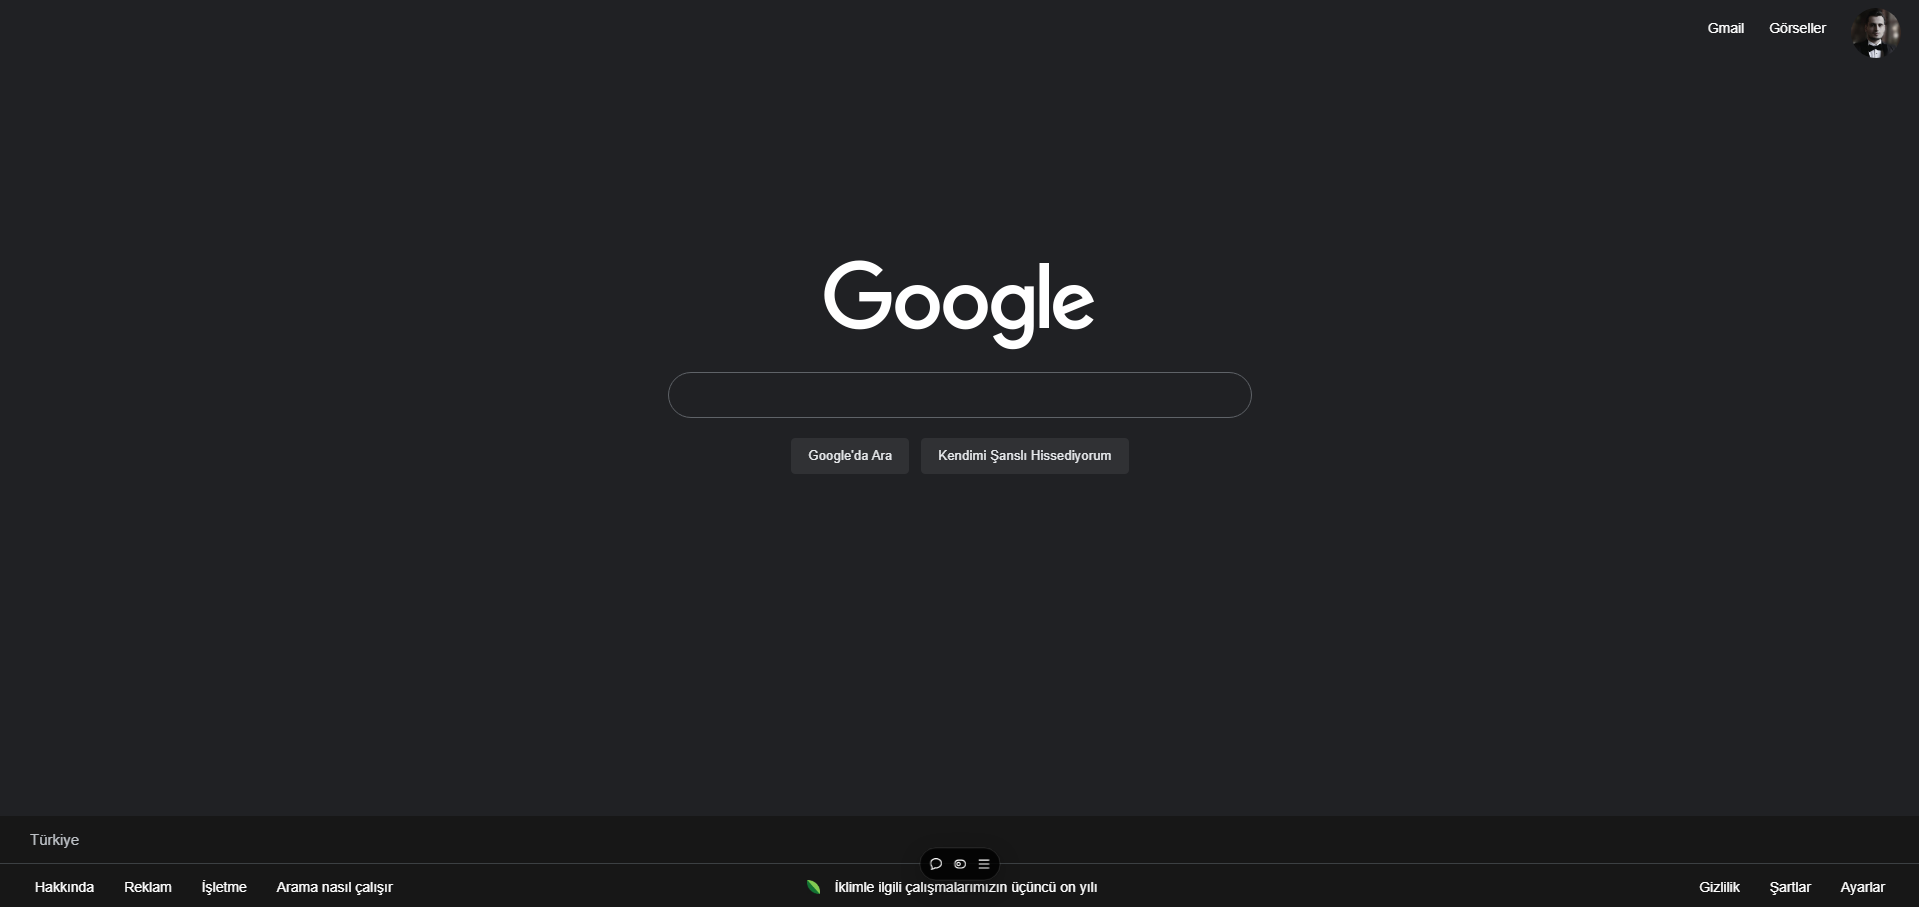 Gmail Görseller
Google
Google'da Ara Kendimi Şanslı Hissediyorum
Türkiye
Hakkında Reklam İşletme Arama nasıl çalışır İklimle ilgili çalışmalarımızın üçüncü on yılı Gizlilik Şartlar Ayarlar